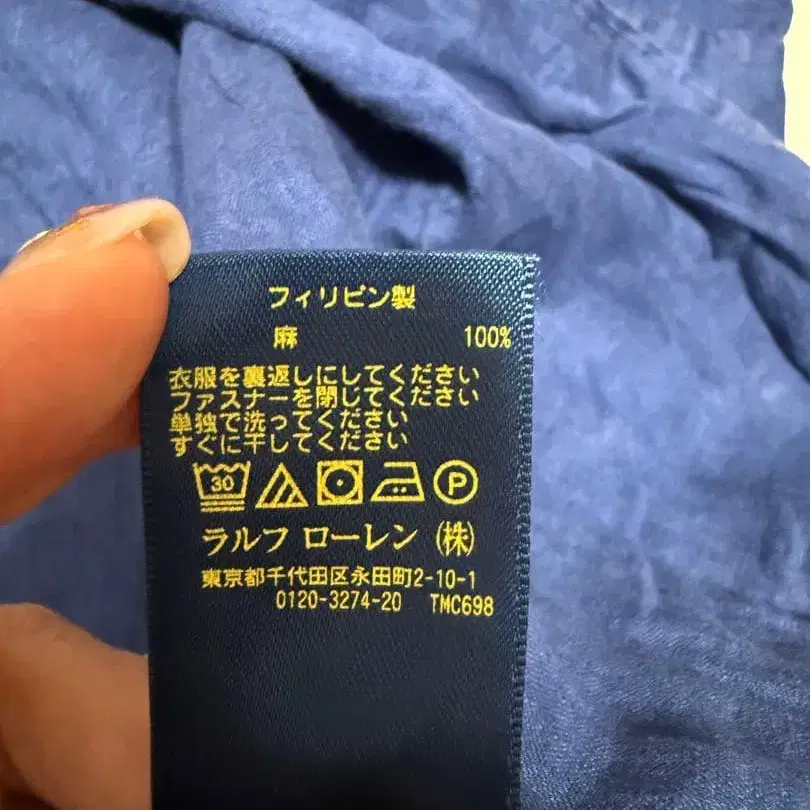 フィリピン製
麻 100%
衣服を裏返しにしてください
ファスナーを閉じてください
単独で洗ってください
すぐに干してください
30 P
ラルフ ローレン (株)
東京都千代田区永田町2-10-1
0120-3274-20 TMC698